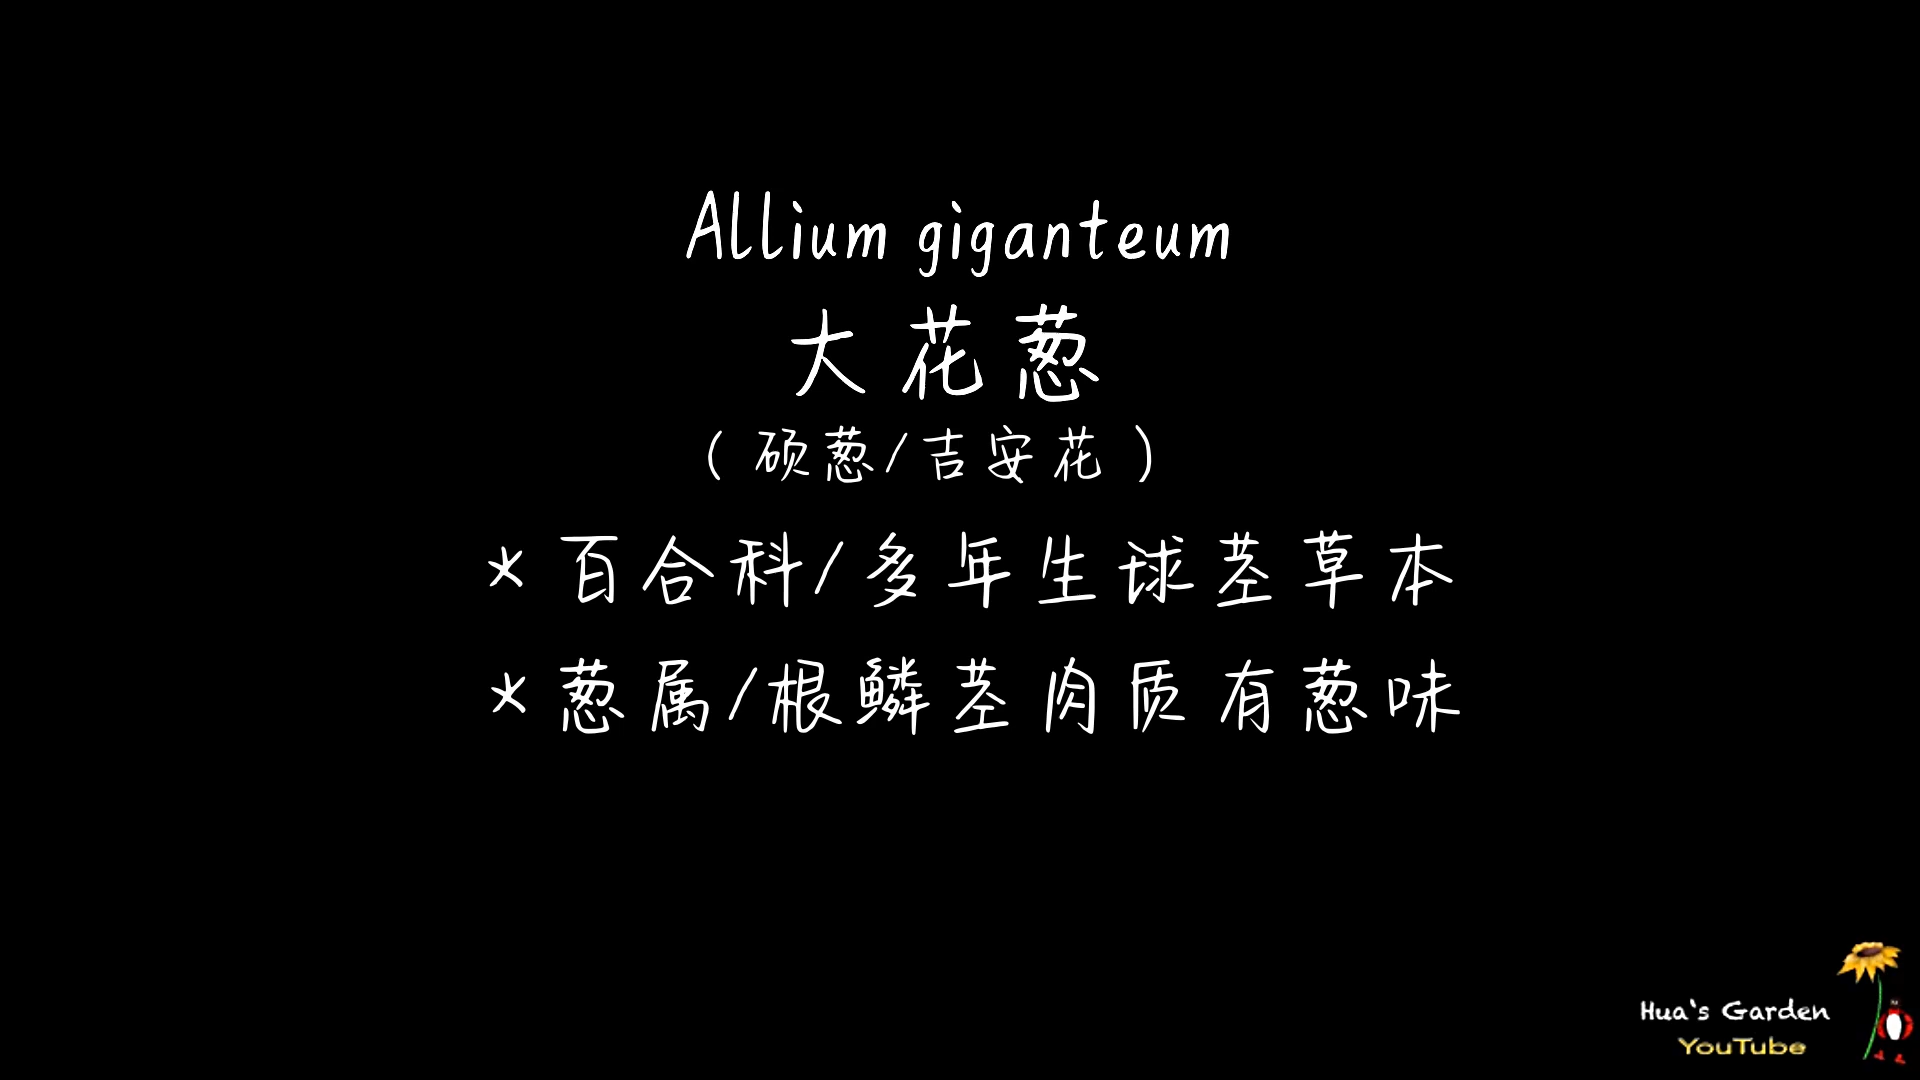 Allium giganteum
大花葱
（硕葱/吉安花）
* 百合科/多年生球茎草本
* 葱属/根鳞茎肉质有葱味
Hua's Garden
YouTube